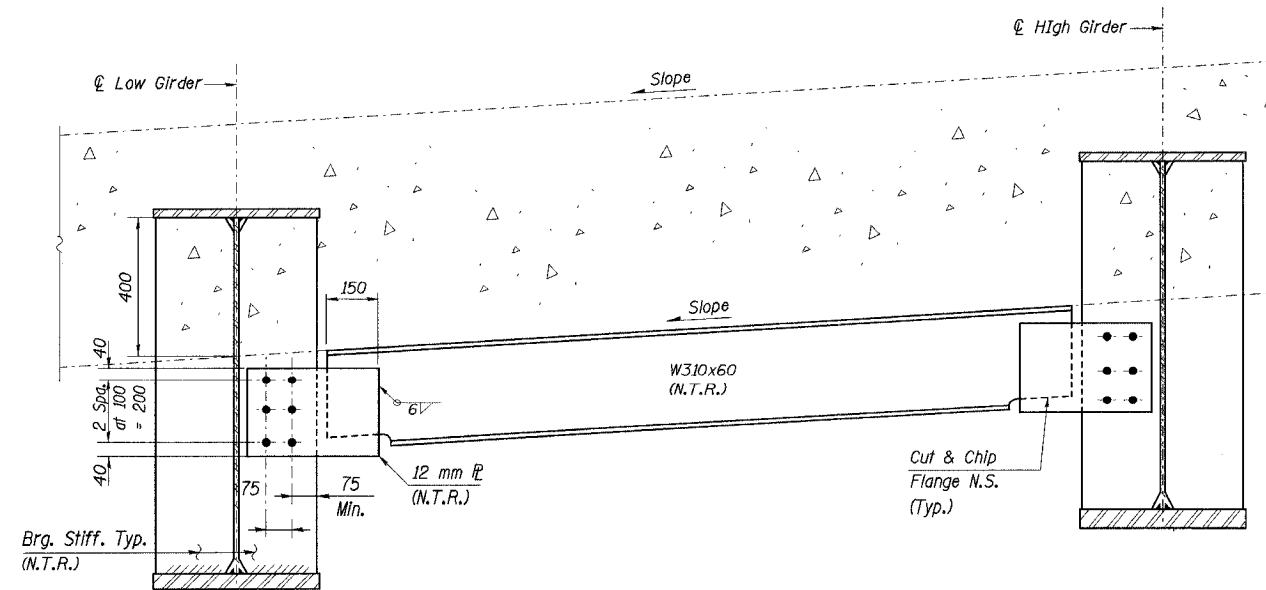 ℄ HIgh Girder
℄ Low Girder
Slope
400
150
Slope
40
W310x60
(N.T.R.)
2 Spa.
at 100
= 200
6
40
75
75
Min.
12 mm ⅊
(N.T.R.)
Cut & Chip
Flange N.S.
(Typ.)
Brg. Stiff. Typ.
(N.T.R.)